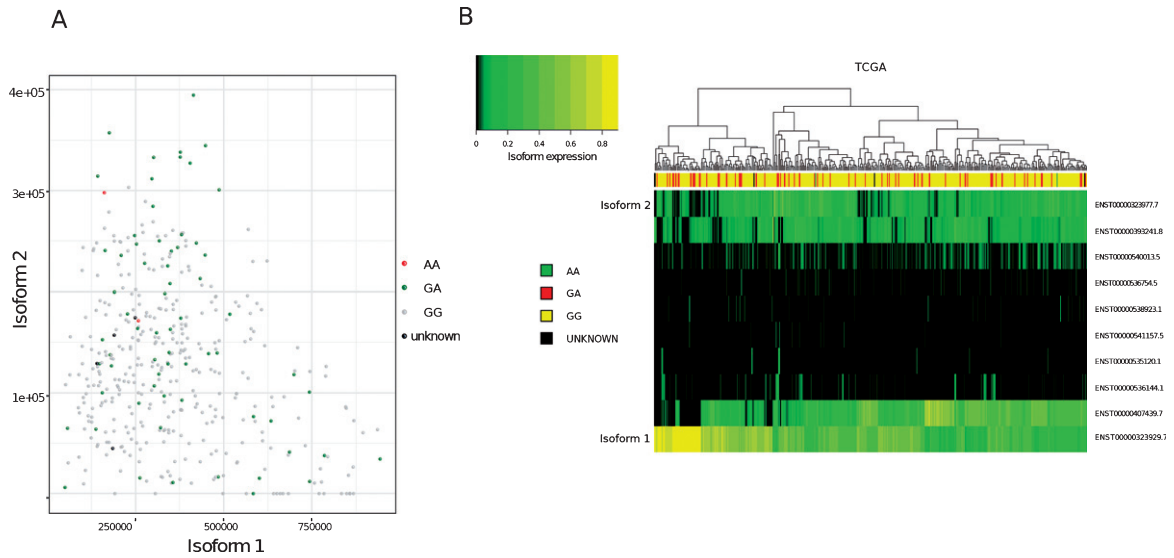 A
4e+05
3e+05
1e+05
Isoform 2
250000
500000
750000
Isoform 1
AA
GA
GG
unknown
B
0
0.2
0.4
0.6
0.8
Isoform expression
TCGA
AA
GA
GG
UNKNOWN
Isoform 2
Isoform 1
ENST00000323977.7
ENST00000393241.8
ENST00000540013.5
ENST00000536754.5
ENST00000538923.1
ENST00000541157.5
ENST00000535120.1
ENST00000536144.1
ENST00000407439.7
ENST00000323929.7